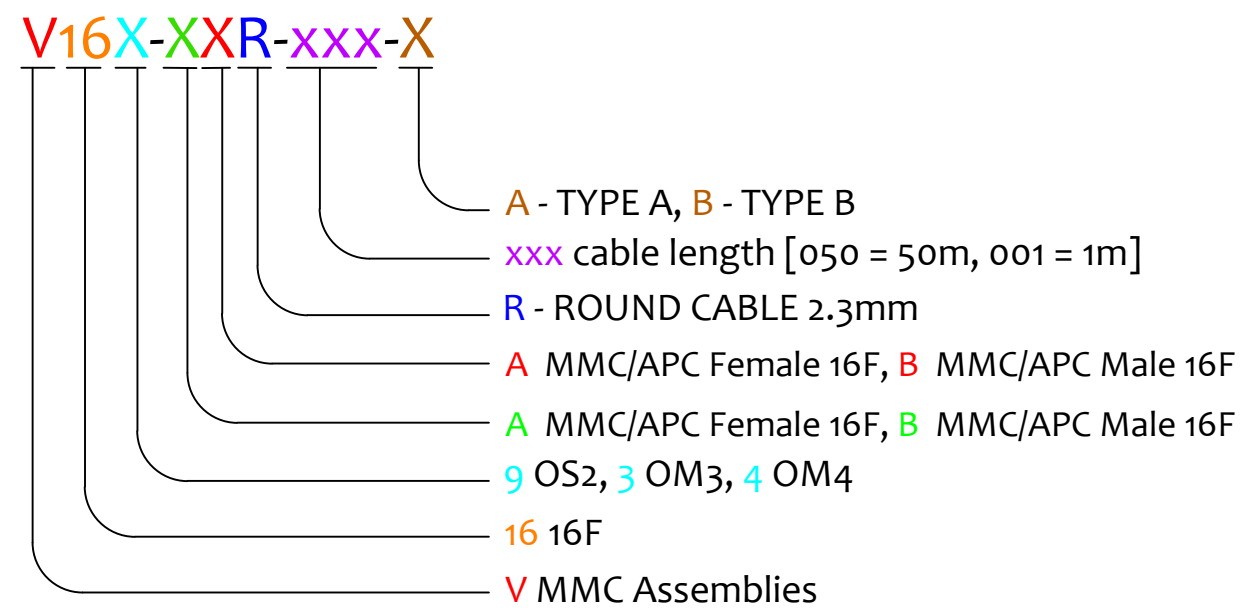 V16X-XXR-xxx-X
A - TYPE A, B - TYPE B
xxx cable length [050 = 50m, 001 = 1m]
R - ROUND CABLE 2.3mm
A MMC/APC Female 16F, B MMC/APC Male 16F
A MMC/APC Female 16F, B MMC/APC Male 16F
9 OS2, 3 OM3, 4 OM4
16 16F
V MMC Assemblies